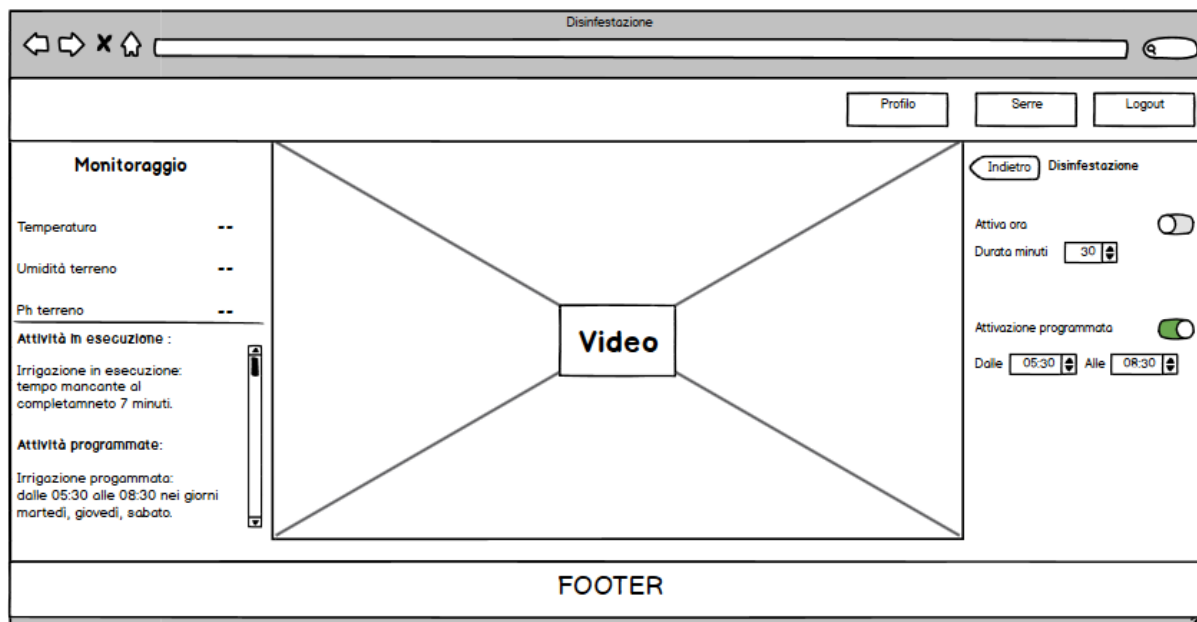 Disinfestazione
Profilo
Serre
Logout
Monitoraggio
Temperatura --
Umidità terreno --
Ph terreno --
Attività in esecuzione :
Irrigazione in esecuzione:
tempo mancante al
completamneto 7 minuti.
Attività programmate:
Irrigazione progammata:
dalle 05:30 alle 08:30 nei giorni
martedì, giovedì, sabato.
Video
Indietro Disinfestazione
Attiva ora
Durata minuti 30
Attivazione programmata
Dalle 05:30 Alle 08:30
FOOTER